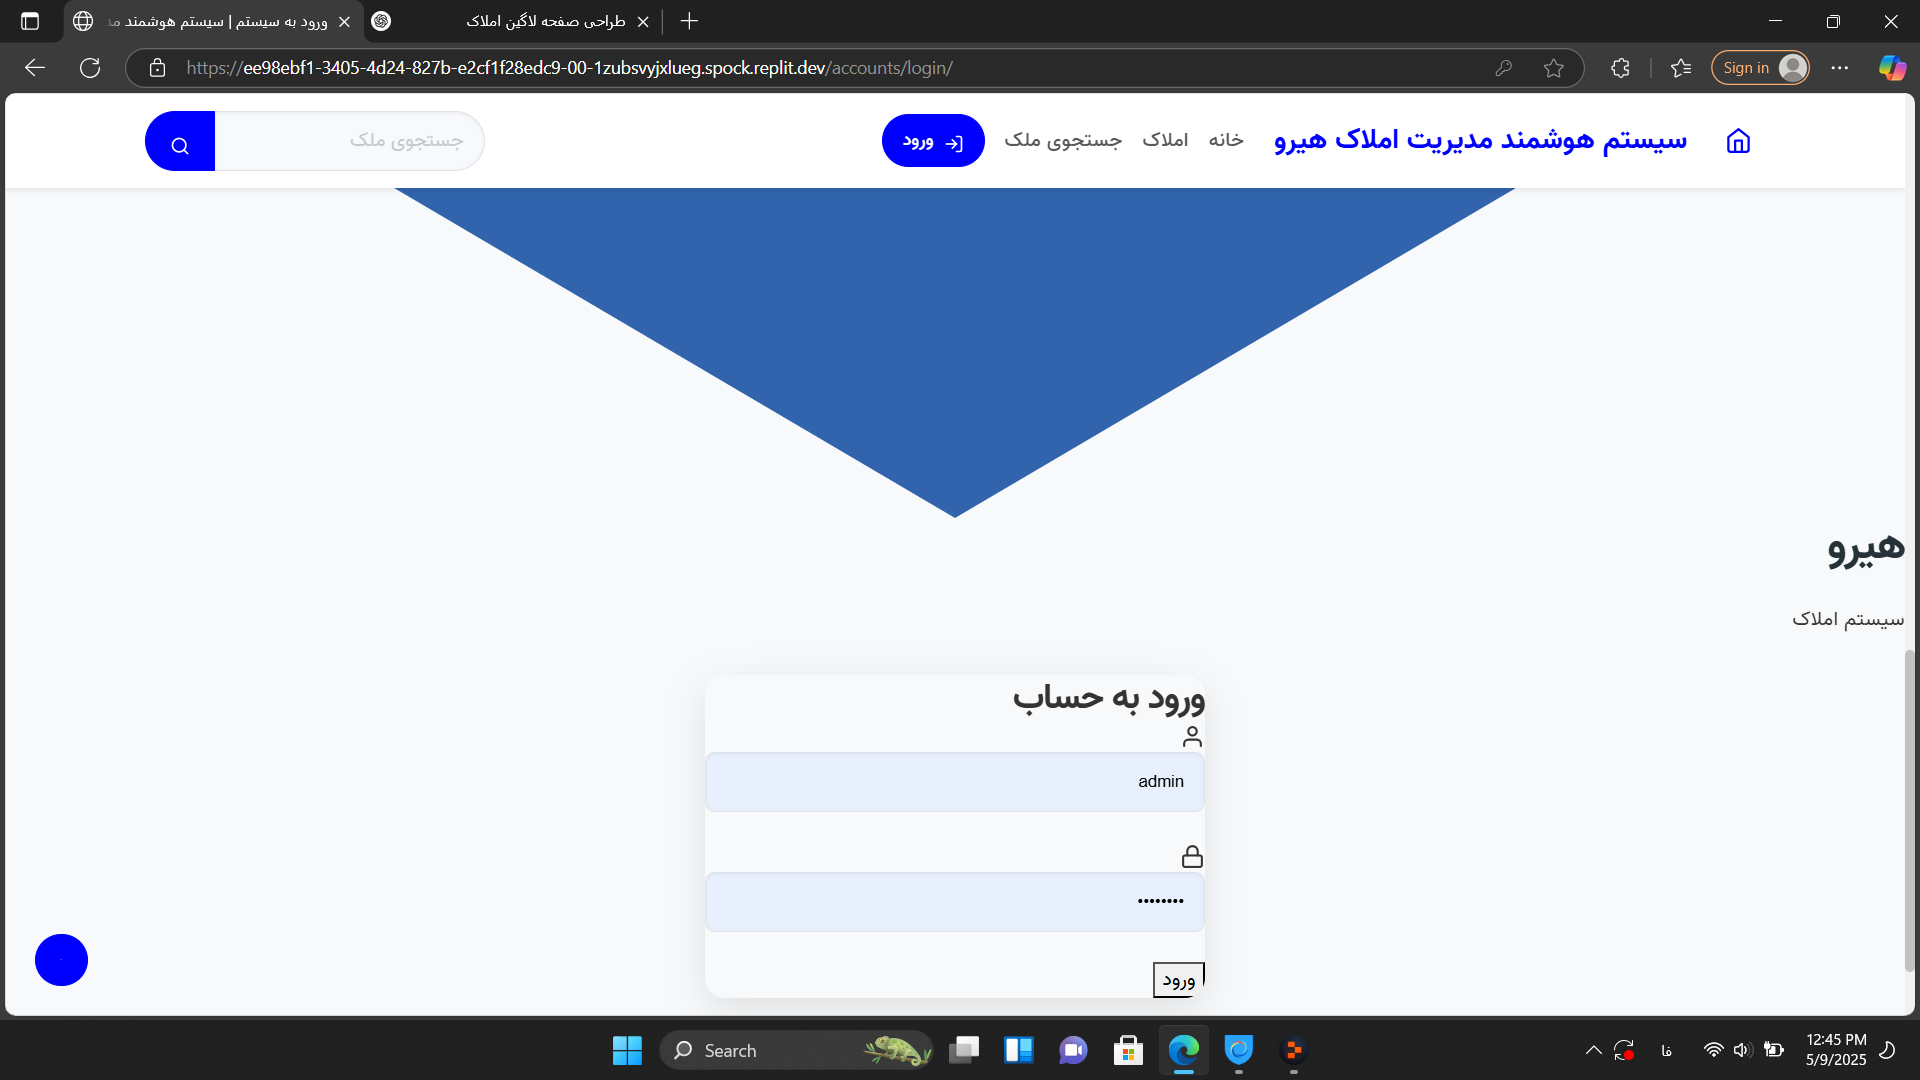 ورود به سیستم | سیستم هوشمند مد
طراحی صفحه لاگین املاک
https://ee98ebf1-3405-4d24-827b-e2cf1f28edc9-00-1zubsvyjxlueg.spock.replit.dev/accounts/login/
Sign in
سیستم هوشمند مدیریت املاک هیرو
خانه
املاک
جستجوی ملک
ورود
جستجوی ملک
هیرو
سیستم املاک
ورود به حساب
admin
••••••••
ورود
Search
فا
12:45 PM
5/9/2025